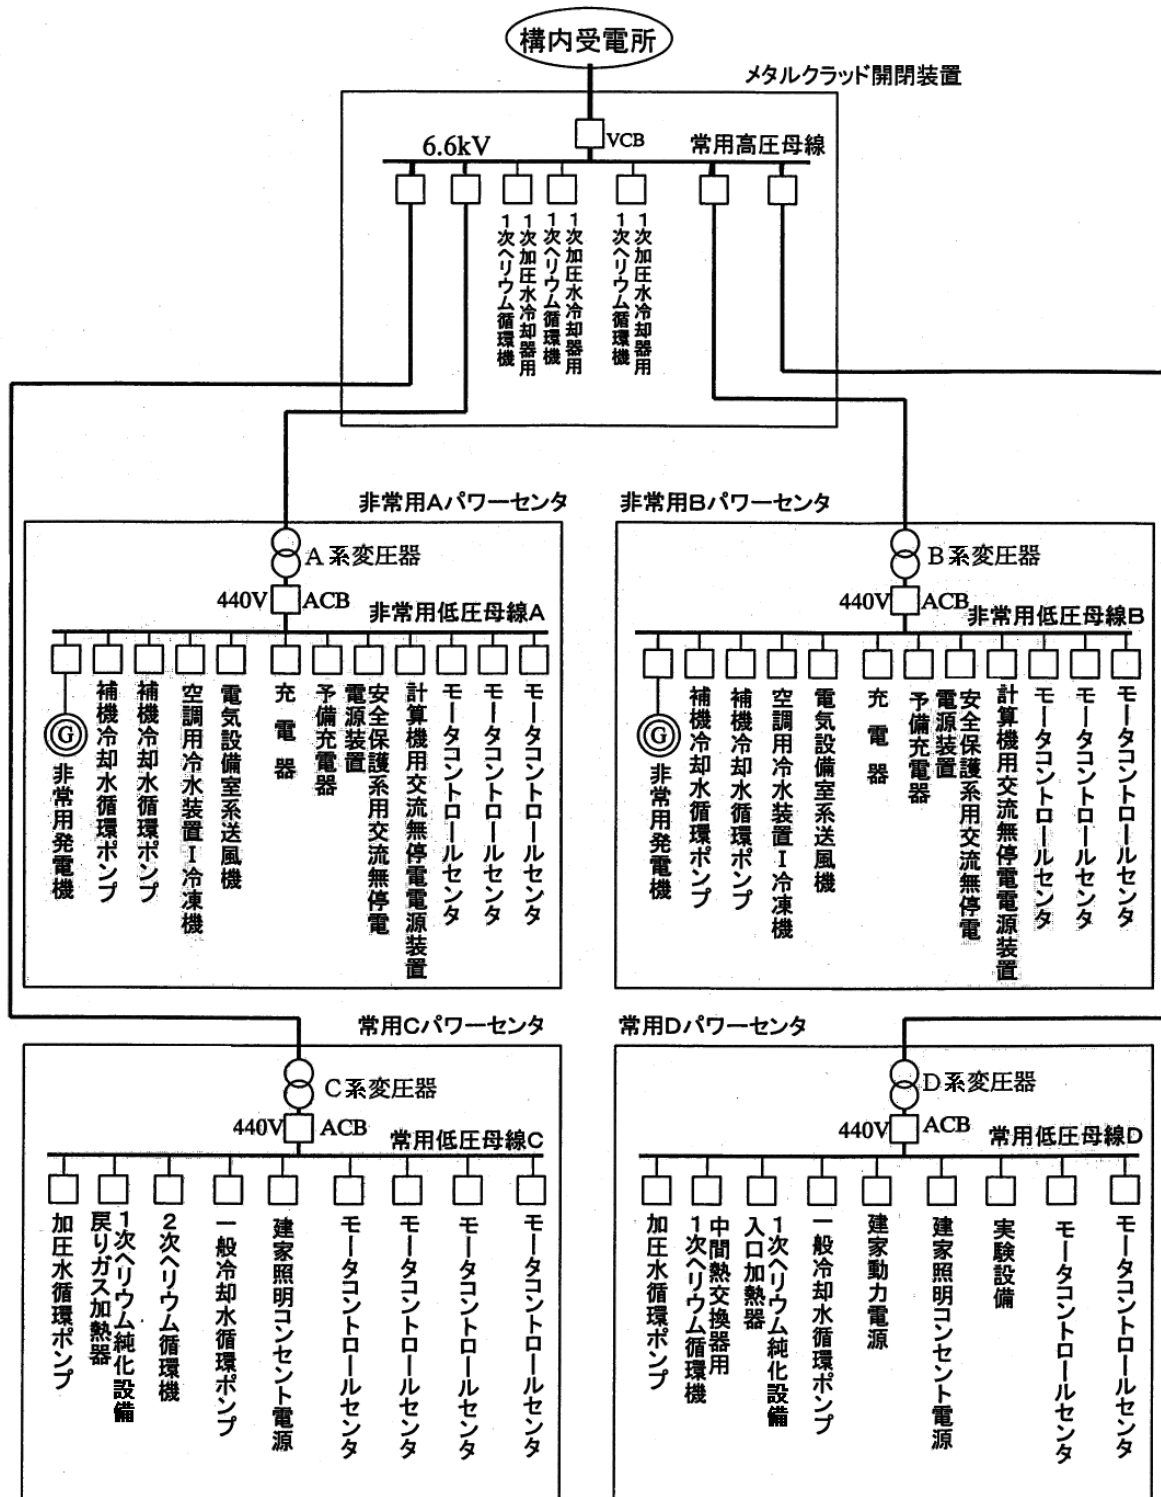 構内受電所
メタルクラッド開閉装置
VCB
6.6kV
常用高圧母線
1次加圧水冷却器用
1次ヘリウム循環機
1次加圧水冷却器用
1次ヘリウム循環機
1次加圧水冷却器用
1次ヘリウム循環機
非常用Aパワーセンタ
A系変圧器
440V
ACB
非常用低圧母線A
G
非常用発電機
補機冷却水循環ポンプ
補機冷却水循環ポンプ
空調用冷水装置I冷凍機
電気設備室系送風機
充電器
予備充電器
安全保護系用交流無停電
電源装置
計算機用交流無停電電源装置
モータコントロールセンタ
モータコントロールセンタ
モータコントロールセンタ
非常用Bパワーセンタ
B系変圧器
440V
ACB
非常用低圧母線B
G
非常用発電機
補機冷却水循環ポンプ
補機冷却水循環ポンプ
空調用冷水装置I冷凍機
電気設備室系送風機
充電器
予備充電器
安全保護系用交流無停電
電源装置
計算機用交流無停電電源装置
モータコントロールセンタ
モータコントロールセンタ
モータコントロールセンタ
常用Cパワーセンタ
C系変圧器
440V
ACB
常用低圧母線C
加圧水循環ポンプ
1次ヘリウム純化設備
戻りガス加熱器
2次ヘリウム循環機
一般冷却水循環ポンプ
建家照明コンセント電源
モータコントロールセンタ
モータコントロールセンタ
モータコントロールセンタ
モータコントロールセンタ
常用Dパワーセンタ
D系変圧器
440V
ACB
常用低圧母線D
加圧水循環ポンプ
中間熱交換器用
1次ヘリウム循環機
1次ヘリウム純化設備
入口加熱器
一般冷却水循環ポンプ
建家動力電源
建家照明コンセント電源
実験設備
モータコントロールセンタ
モータコントロールセンタ